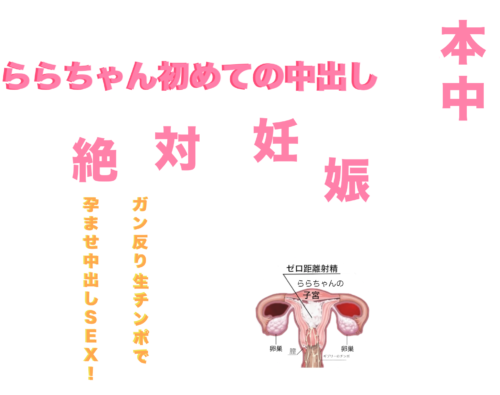 本中
ららちゃん初めての中出し
絶対妊娠
ガン反り生チンポで
孕ませ中出しSEX!
ゼロ距離射精
ららちゃんの
子宮
卵巣
卵巣
膣